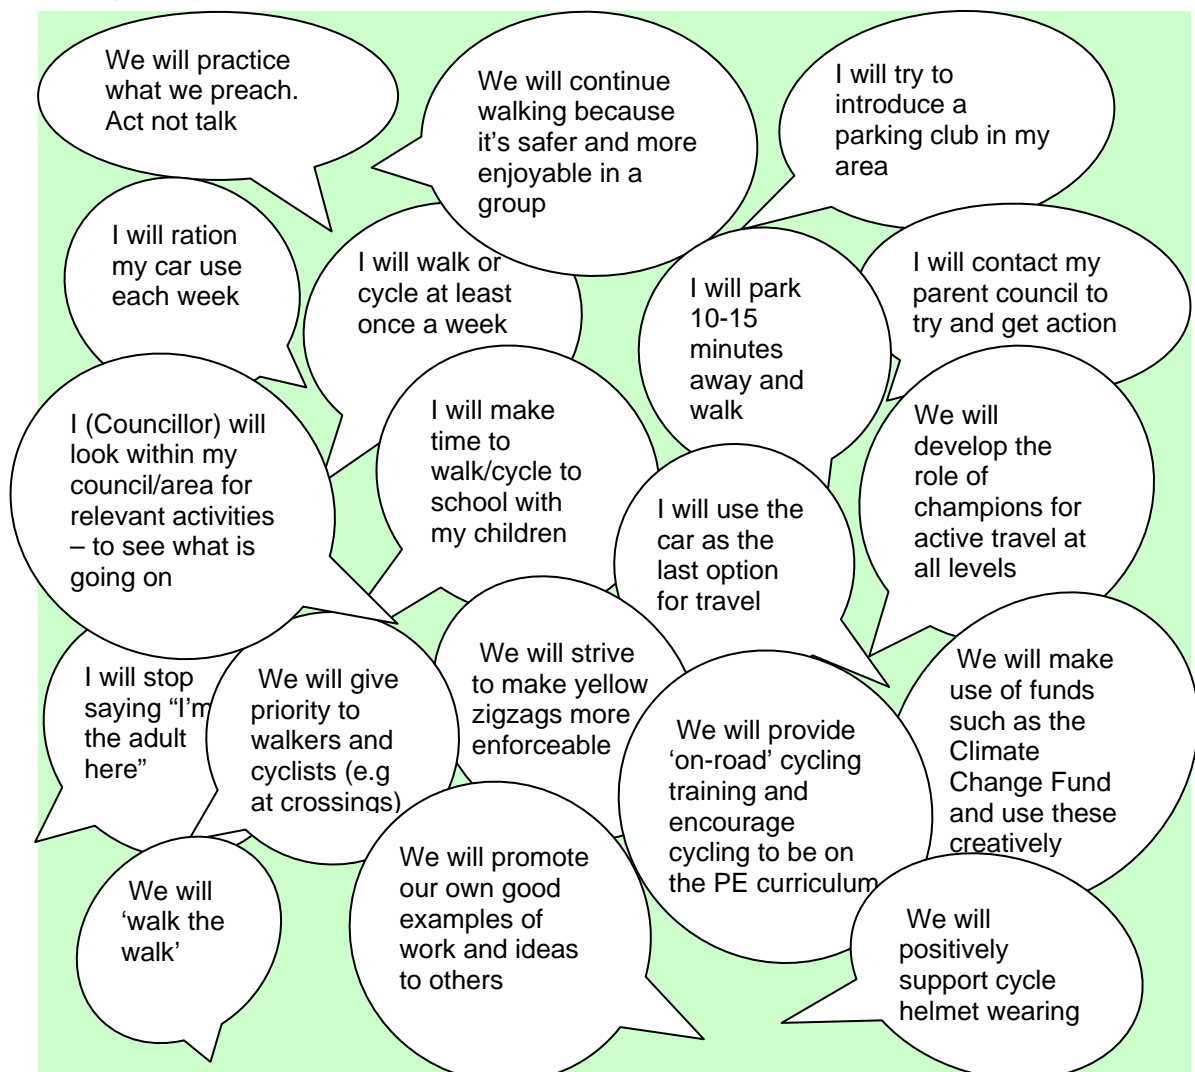 We will practice
what we preach.
Act not talk
We will continue
walking because
it's safer and more
enjoyable in a
group
I will try to
introduce a
parking club in my
area
I will ration
my car use
each week
I will walk or
cycle at least
once a week
I will park
10-15
minutes
away and
walk
I will contact my
parent council to
try and get action
I (Councillor) will
look within my
council/area for
relevant activities
– to see what is
going on
I will make
time to
walk/cycle to
school with
my children
I will use the
car as the
last option
for travel
We will
develop the
role of
champions for
active travel at
all levels
I will stop
saying “I'm
the adult
here”
We will give
priority to
walkers and
cyclists (e.g
at crossings)
We will strive
to make yellow
zigzags more
enforceable
We will provide
‘on-road’ cycling
training and
encourage
cycling to be on
the PE curriculum
We will make
use of funds
such as the
Climate
Change Fund
and use these
creatively
We will
‘walk the
walk’
We will promote
our own good
examples of
work and ideas
to others
We will
positively
support cycle
helmet wearing